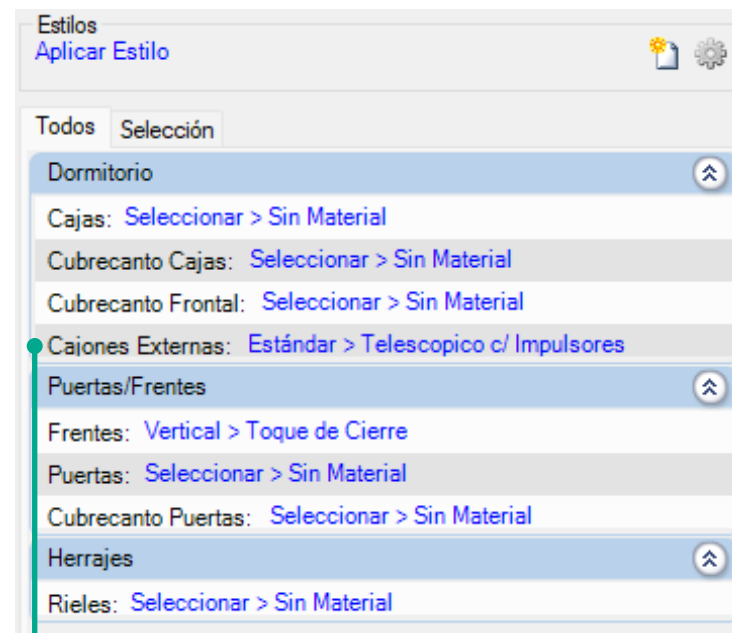 Estilos
Aplicar Estilo
Todos Selección
Dormitorio
Cajas: Seleccionar > Sin Material
Cubrecanto Cajas: Seleccionar > Sin Material
Cubrecanto Frontal: Seleccionar > Sin Material
Cajones Externas: Estándar > Telescopico c/ Impulsores
Puertas/Frentes
Frentes: Vertical > Toque de Cierre
Puertas: Seleccionar > Sin Material
Cubrecanto Puertas: Seleccionar > Sin Material
Herrajes
Rieles: Seleccionar > Sin Material